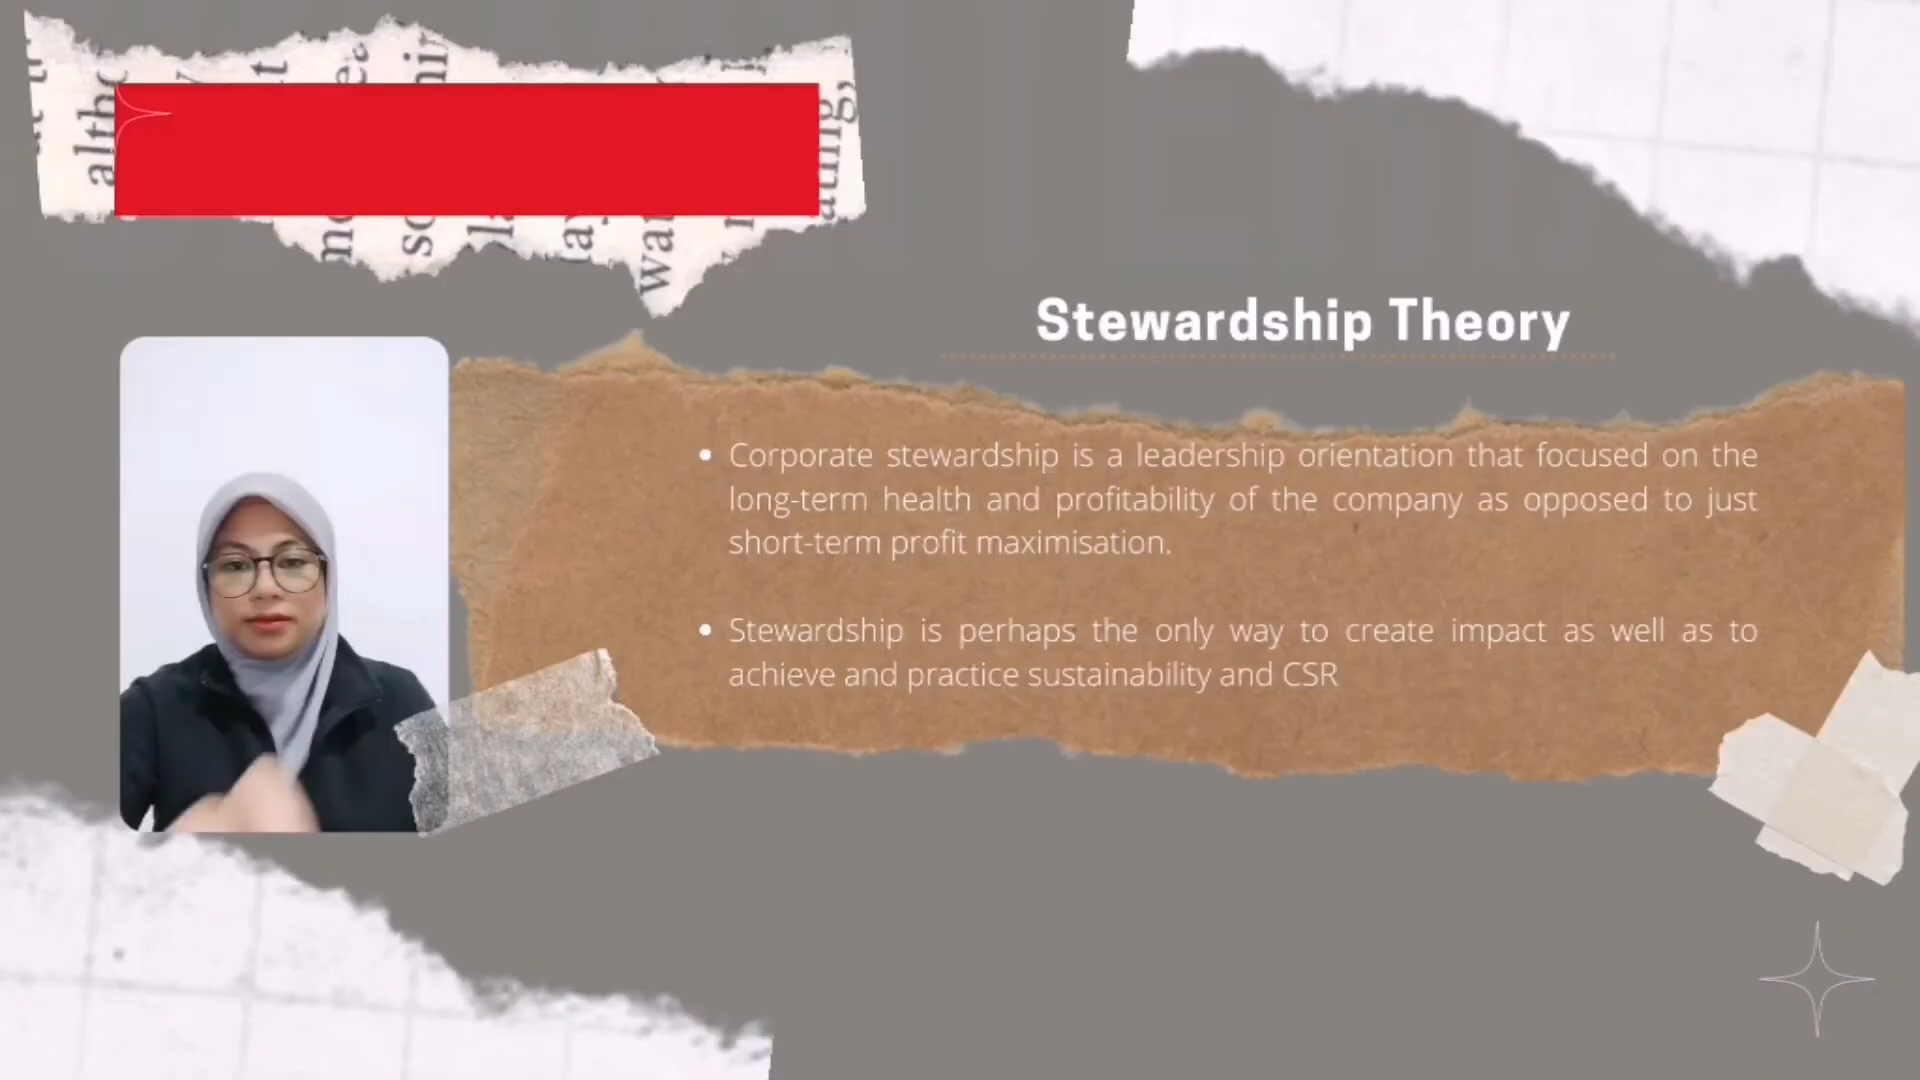 although
Stewardship Theory
Corporate stewardship is a leadership orientation that focused on the
long-term health and profitability of the company as opposed to just
short-term profit maximisation.
Stewardship is perhaps the only way to create impact as well as to
achieve and practice sustainability and CSR